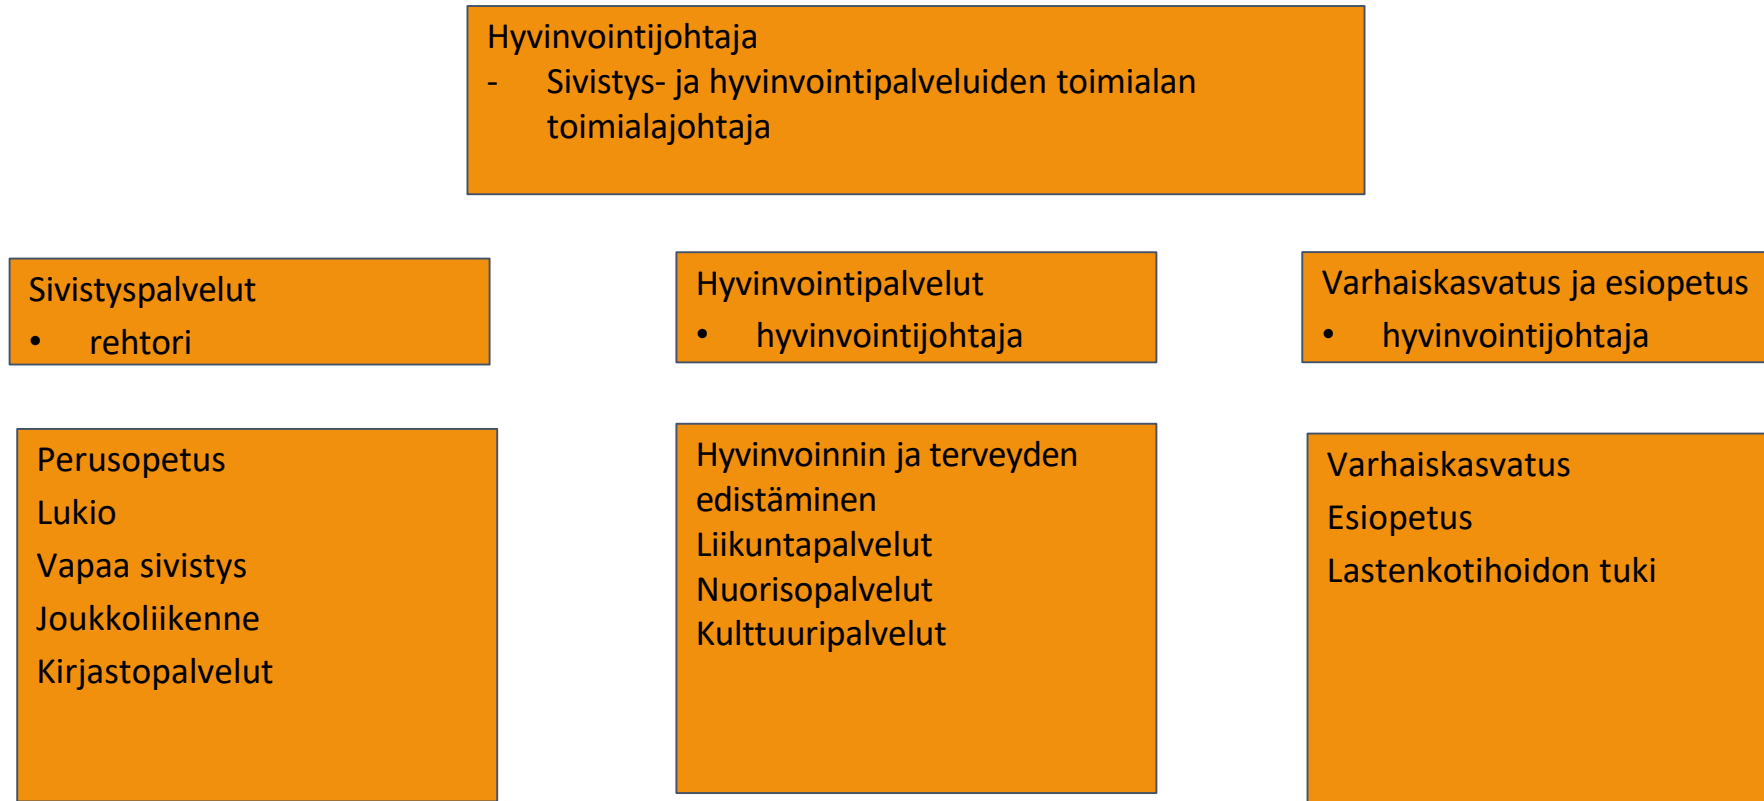 Hyvinvointijohtaja
- Sivistys- ja hyvinvointipalveluiden toimialan
toimialajohtaja
Sivistyspalvelut
• rehtori
Hyvinvointipalvelut
• hyvinvointijohtaja
Varhaiskasvatus ja esiopetus
• hyvinvointijohtaja
Perusopetus
Lukio
Vapaa sivistys
Joukkoliikenne
Kirjastopalvelut
Hyvinvoinnin ja terveyden
edistäminen
Liikuntapalvelut
Nuorisopalvelut
Kulttuuripalvelut
Varhaiskasvatus
Esiopetus
Lastenkotihoidon tuki